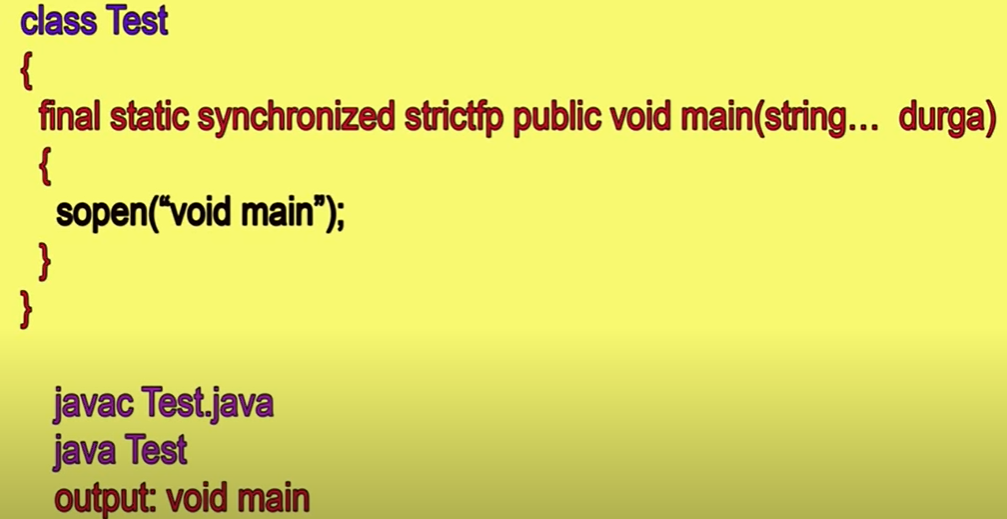 class Test
{
final static synchronized strictfp public void main(string... durga)
{
sopen(“void main”);
}
}
javac Test.java
java Test
output: void main